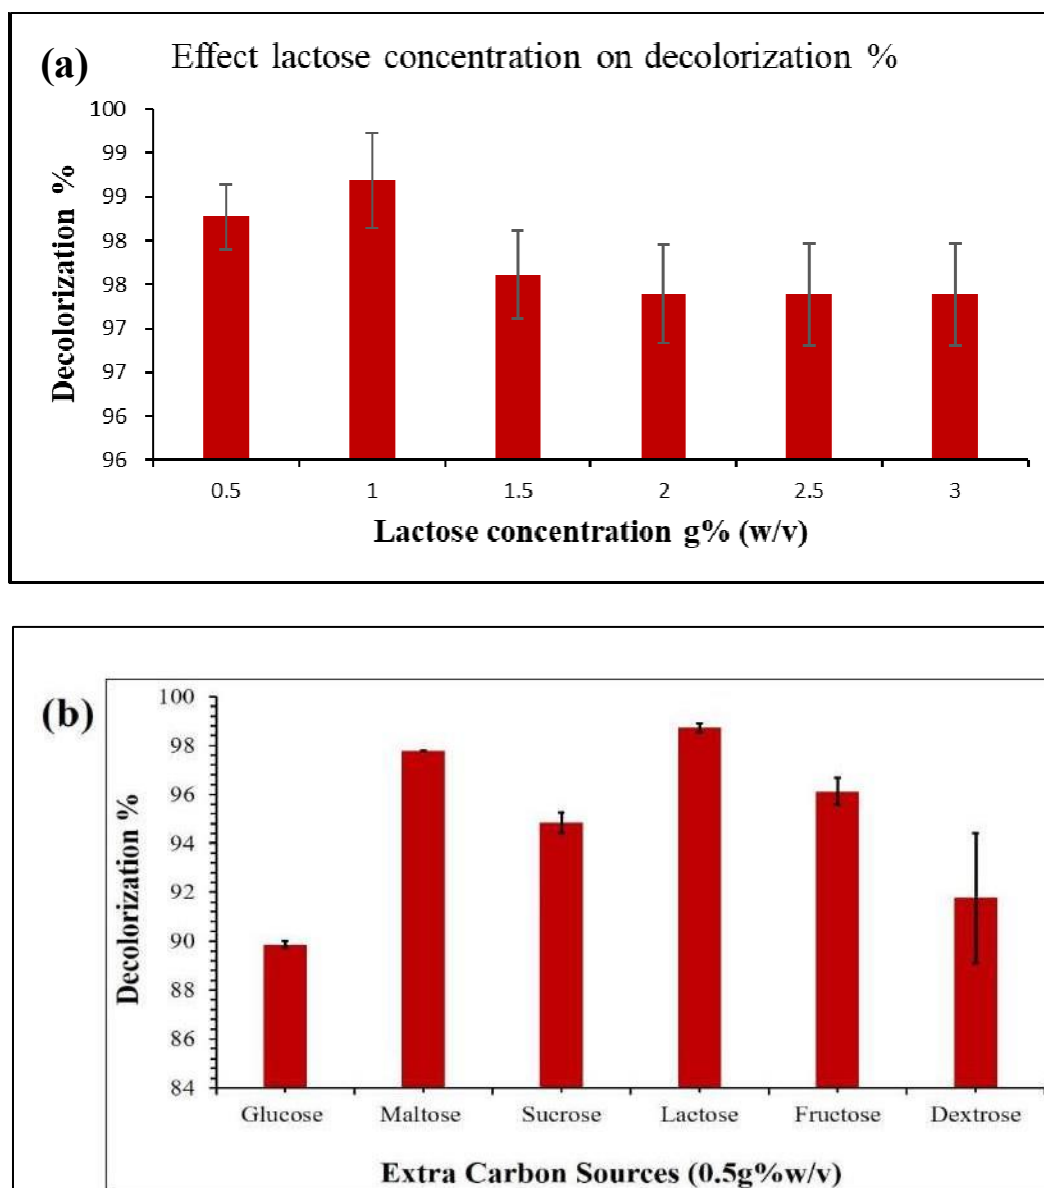 (a) Effect lactose concentration on decolorization %
Decolorization %
100
99
99
98
98
97
97
96
96
0.5 1 1.5 2 2.5 3
Lactose concentration g% (w/v)
(b)
Decolorization %
100
98
96
94
92
90
88
86
84
Glucose Maltose Sucrose Lactose Fructose Dextrose
Extra Carbon Sources (0.5g%w/v)